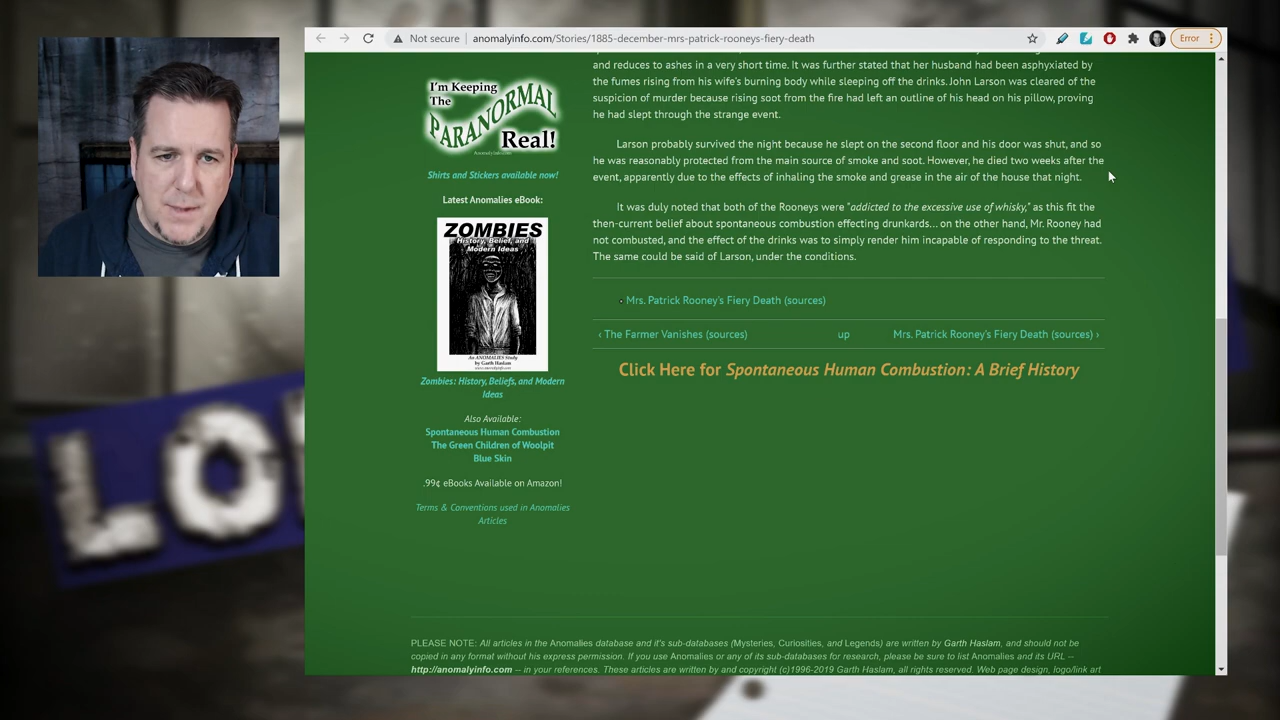 Not secure
anomalyinfo.com/Stories/1885-december-mrs-patrick-rooneys-fiery-death
Error
and reduces to ashes in a very short time. It was further stated that her husband had been asphyxiated by
the fumes rising from his wife's burning body while sleeping off the drinks. John Larson was cleared of the
suspicion of murder because rising soot from the fire had left an outline of his head on his pillow, proving
he had slept through the strange event.
Larson probably survived the night because he slept on the second floor and his door was shut, and so
he was reasonably protected from the main source of smoke and soot. However, he died two weeks after the
event, apparently due to the effects of inhaling the smoke and grease in the air of the house that night.
It was duly noted that both of the Rooneys were "addicted to the excessive use of whisky," as this fit the
then-current belief about spontaneous combustion effecting drunkards... on the other hand, Mr. Rooney had
not combusted, and the effect of the drinks was to simply render him incapable of responding to the threat.
The same could be said of Larson, under the conditions.
Mrs. Patrick Rooney's Fiery Death (sources)
‹ The Farmer Vanishes (sources)
up
Mrs. Patrick Rooney's Fiery Death (sources) ›
Click Here for Spontaneous Human Combustion: A Brief History
I'm Keeping
The
PARANORMAL
Real!
Shirts and Stickers available now!
Latest Anomalies eBook:
ZOMBIES
History, Belief, and
Modern Ideas
An ANOMALIES Study
by Garth Haslam
Zombies: History, Beliefs, and Modern
Ideas
Also Available:
Spontaneous Human Combustion
The Green Children of Woolpit
Blue Skin
.99¢ eBooks Available on Amazon!
Terms & Conventions used in Anomalies
Articles
PLEASE NOTE: All articles in the Anomalies database and it's sub-databases (Mysteries, Curiosities, and Legends) are written by Garth Haslam, and should not be
copied in any format without his express permission. If you use Anomalies or any of its sub-databases for research, please be sure to list Anomalies and its URL --
http://anomalyinfo.com -- in your references. These articles are written by and copyright (c)1996-2019 Garth Haslam, all rights reserved. Web page design, logo/link art